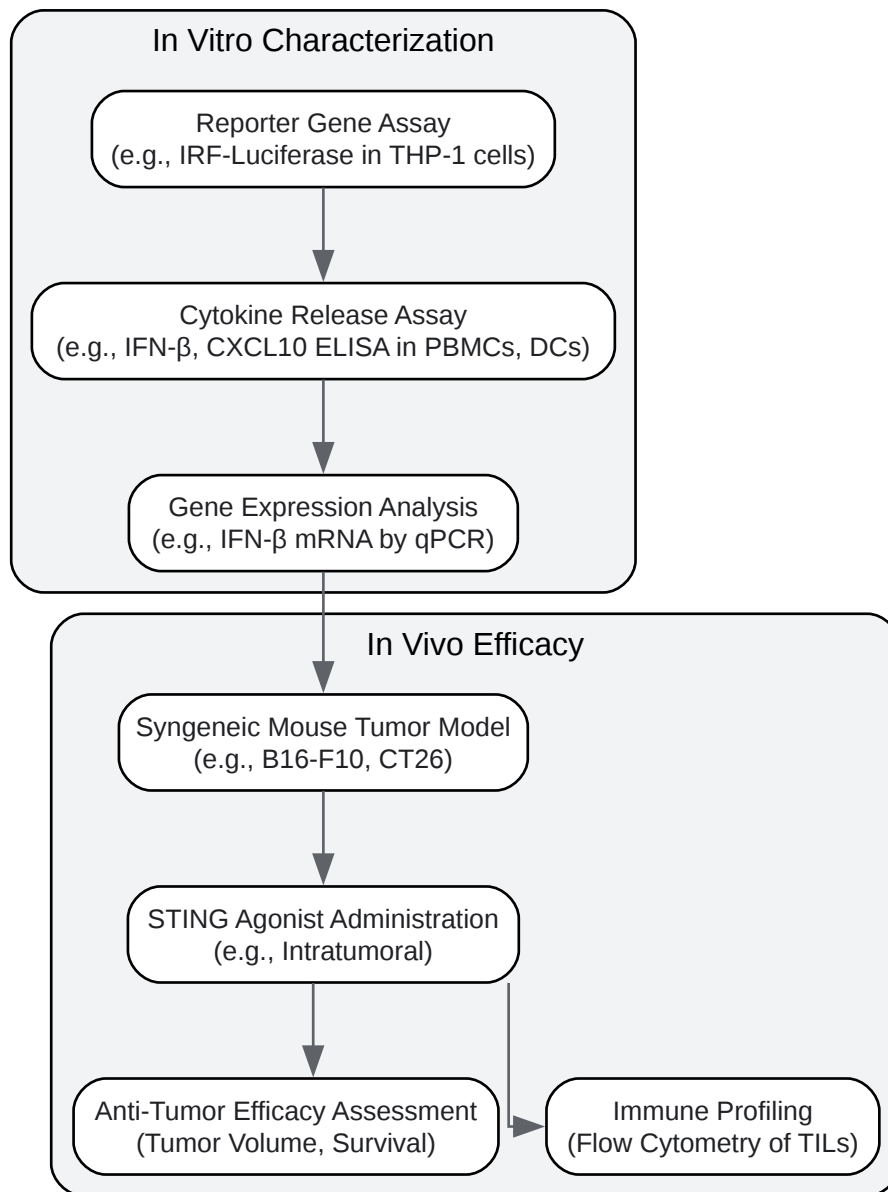 In Vitro Characterization
Reporter Gene Assay
(e.g., IRF-Luciferase in THP-1 cells)
Cytokine Release Assay
(e.g., IFN-β, CXCL10 ELISA in PBMCs, DCs)
Gene Expression Analysis
(e.g., IFN-β mRNA by qPCR)
In Vivo Efficacy
Syngeneic Mouse Tumor Model
(e.g., B16-F10, CT26)
STING Agonist Administration
(e.g., Intratumoral)
Anti-Tumor Efficacy Assessment
(Tumor Volume, Survival)
Immune Profiling
(Flow Cytometry of TILs)